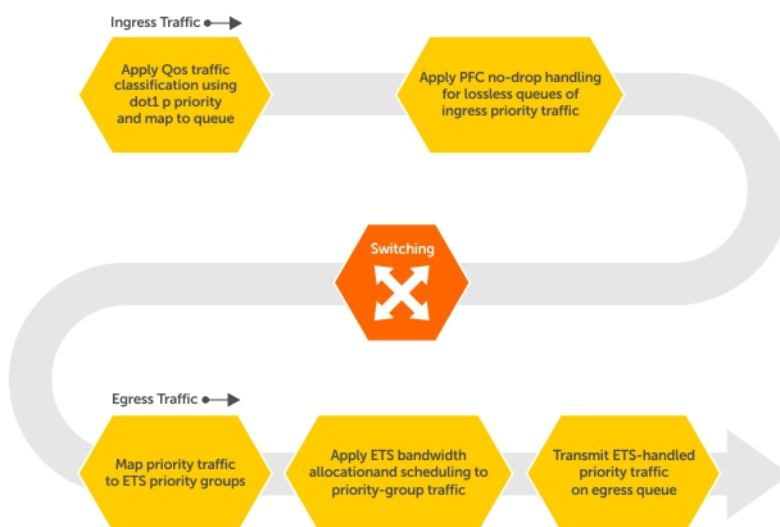 Ingress Traffic
Apply Qos traffic
classification using
dot1 p priority
and map to queue
Apply PFC no-drop handling
for lossless queues of
ingress priority traffic
Switching
Egress Traffic
Map priority traffic
to ETS priority groups
Apply ETS bandwidth
allocationand scheduling to
priority-group traffic
Transmit ETS-handled
priority traffic
on egress queue